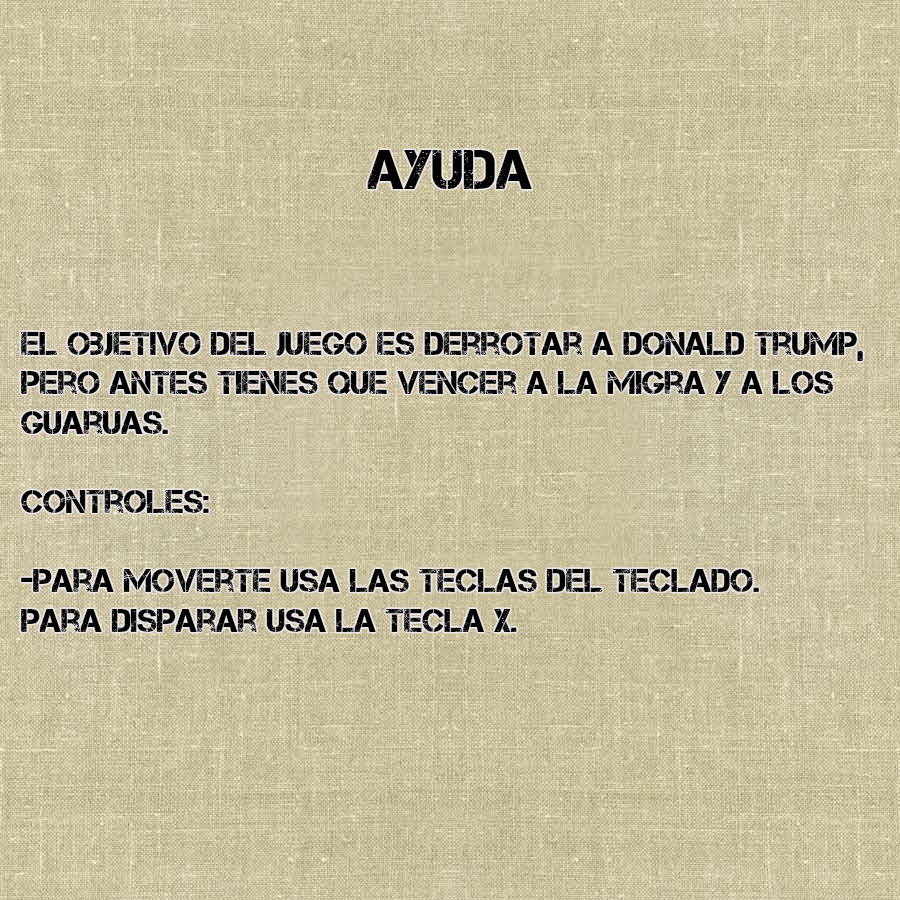 AYUDA
EL OBJETIVO DEL JUEGO ES DERROTAR A DONALD TRUMP,
PERO ANTES TIENES QUE VENCER A LA MIGRA Y A LOS
GUARUAS.
CONTROLES:
-PARA MOVERTE USA LAS TECLAS DEL TECLADO.
PARA DISPARAR USA LA TECLA X.